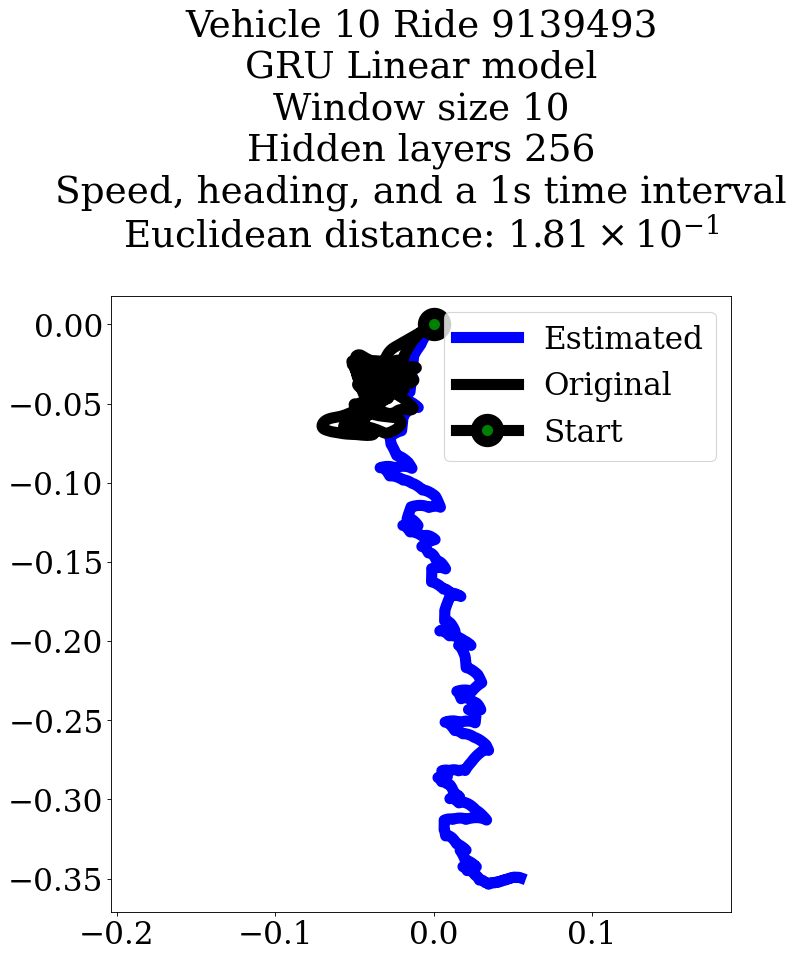 Vehicle 10 Ride 9139493
GRU Linear model
Window size 10
Hidden layers 256
Speed, heading, and a 1s time interval
Euclidean distance: 1.81 × 10⁻¹
Estimated
Original
Start
0.00
−0.05
−0.10
−0.15
−0.20
−0.25
−0.30
−0.35
−0.2
−0.1
0.0
0.1